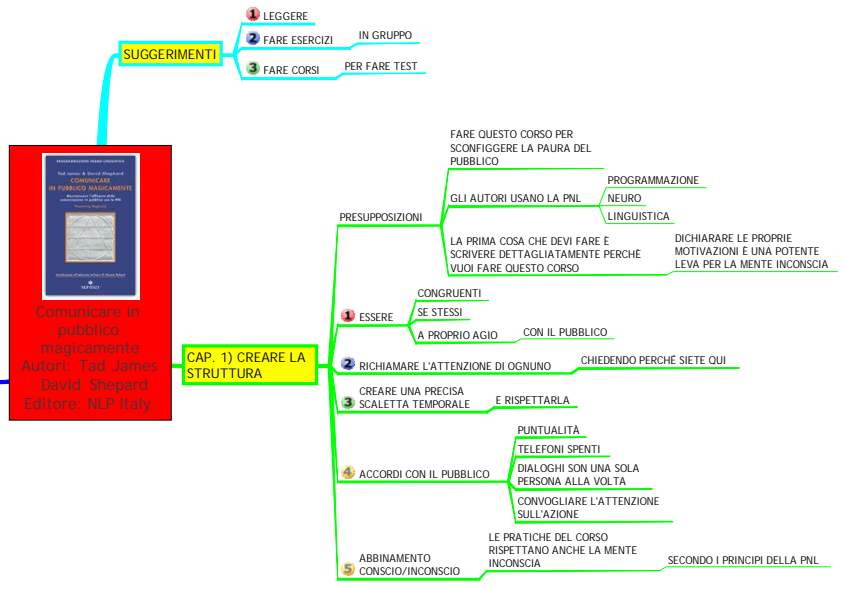 SUGGERIMENTI
1 LEGGERE
2 FARE ESERCIZI
IN GRUPPO
3 FARE CORSI
PER FARE TEST
PROGRAMMAZIONE NEURO LINGUISTICA
Tad James & David Shephard
COMUNICARE
IN PUBBLICO MAGICAMENTE
NLP ITALY
Comunicare in
pubblico
magicamente
Autori: Tad James
David Shepard
Editore: NLP Italy
CAP. 1) CREARE LA
STRUTTURA
PRESUPPOSIZIONI
FARE QUESTO CORSO PER
SCONFIGGERE LA PAURA DEL
PUBBLICO
GLI AUTORI USANO LA PNL
PROGRAMMAZIONE
NEURO
LINGUISTICA
LA PRIMA COSA CHE DEVI FARE È
SCRIVERE DETTAGLIATAMENTE PERCHÈ
VUOI FARE QUESTO CORSO
DICHIARARE LE PROPRIE
MOTIVAZIONI È UNA POTENTE
LEVA PER LA MENTE INCONSCIA
1 ESSERE
CONGRUENTI
SE STESSI
A PROPRIO AGIO
CON IL PUBBLICO
2 RICHIAMARE L'ATTENZIONE DI OGNUNO
CHIEDENDO PERCHÉ SIETE QUI
3 CREARE UNA PRECISA
SCALETTA TEMPORALE
E RISPETTARLA
4 ACCORDI CON IL PUBBLICO
PUNTUALITÀ
TELEFONI SPENTI
DIALOGHI SON UNA SOLA
PERSONA ALLA VOLTA
CONVOGLIARE L'ATTENZIONE
SULL'AZIONE
5 ABBINAMENTO
CONSCIO/INCONSCIO
LE PRATICHE DEL CORSO
RISPETTANO ANCHE LA MENTE
INCONSCIA
SECONDO I PRINCIPI DELLA PNL